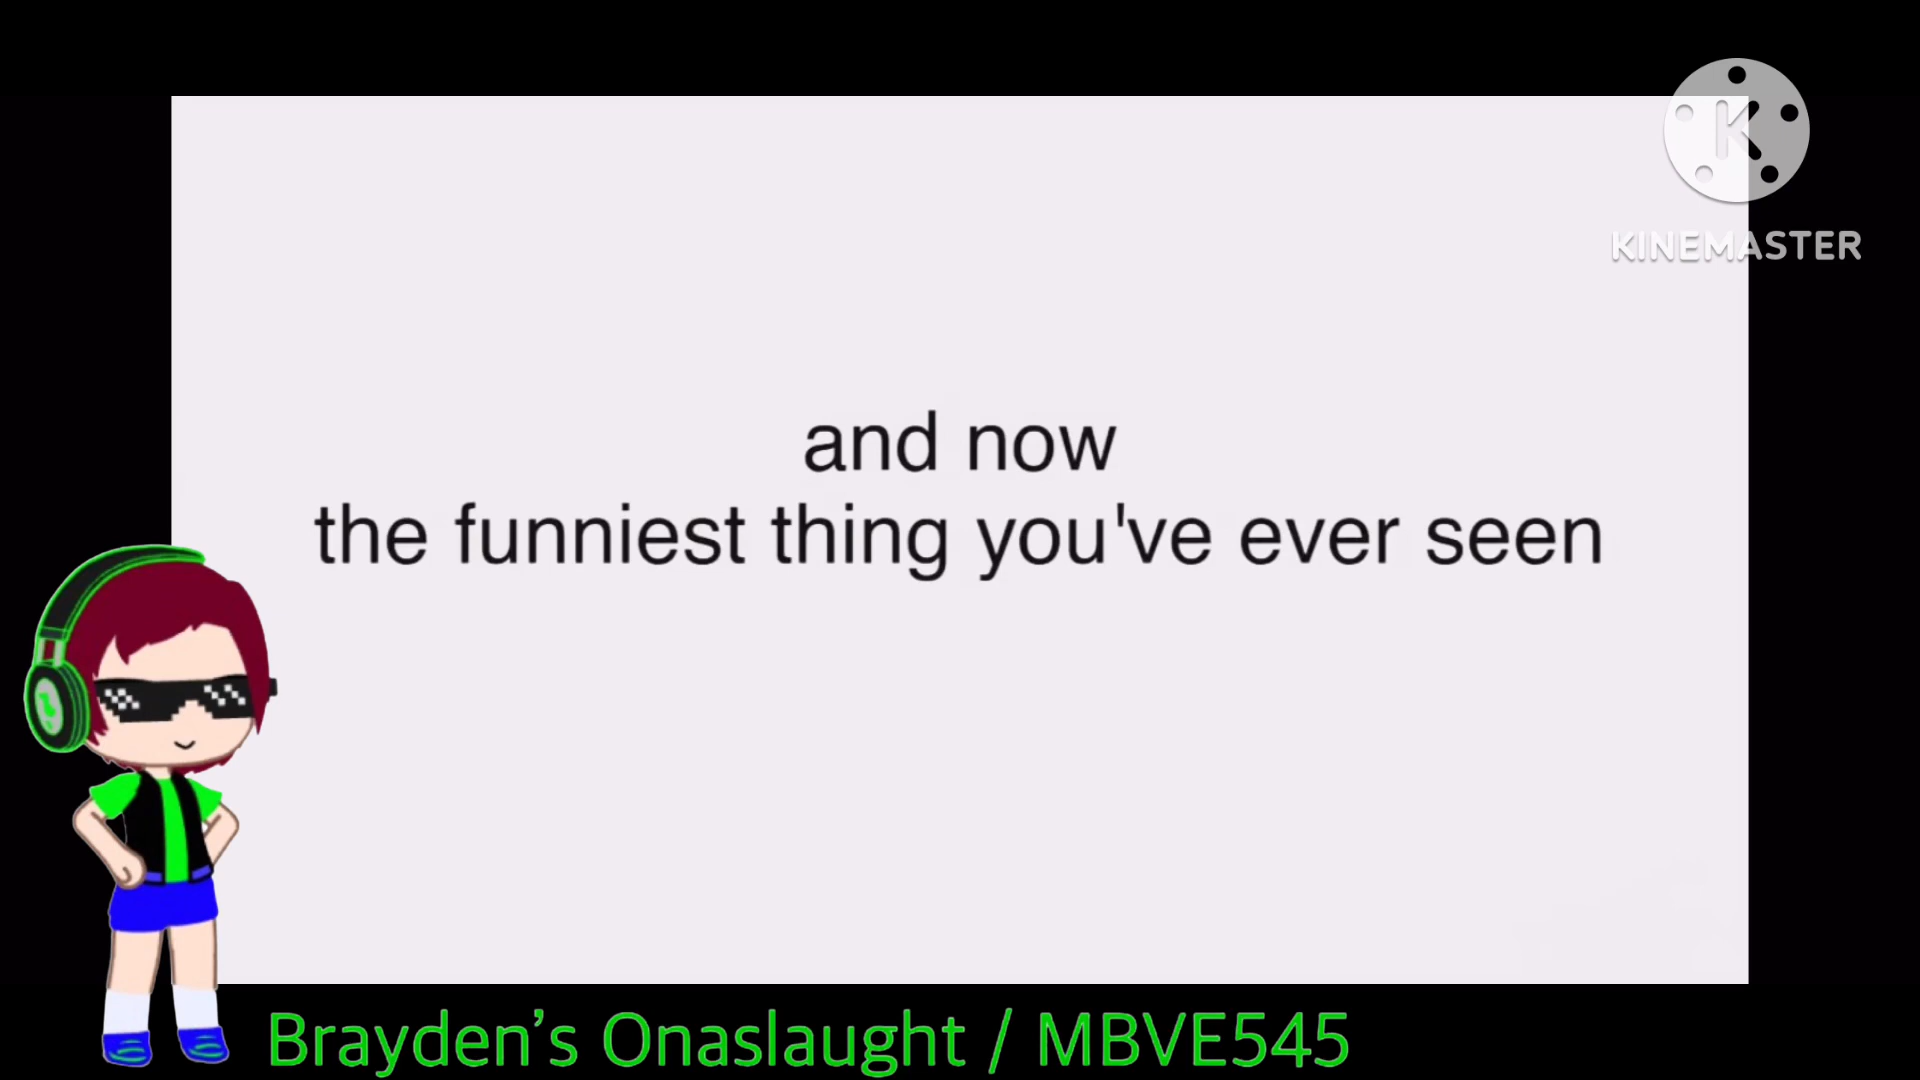 KINEMASTER
and now
the funniest thing you've ever seen
Brayden’s Onaslaught / MBVE545